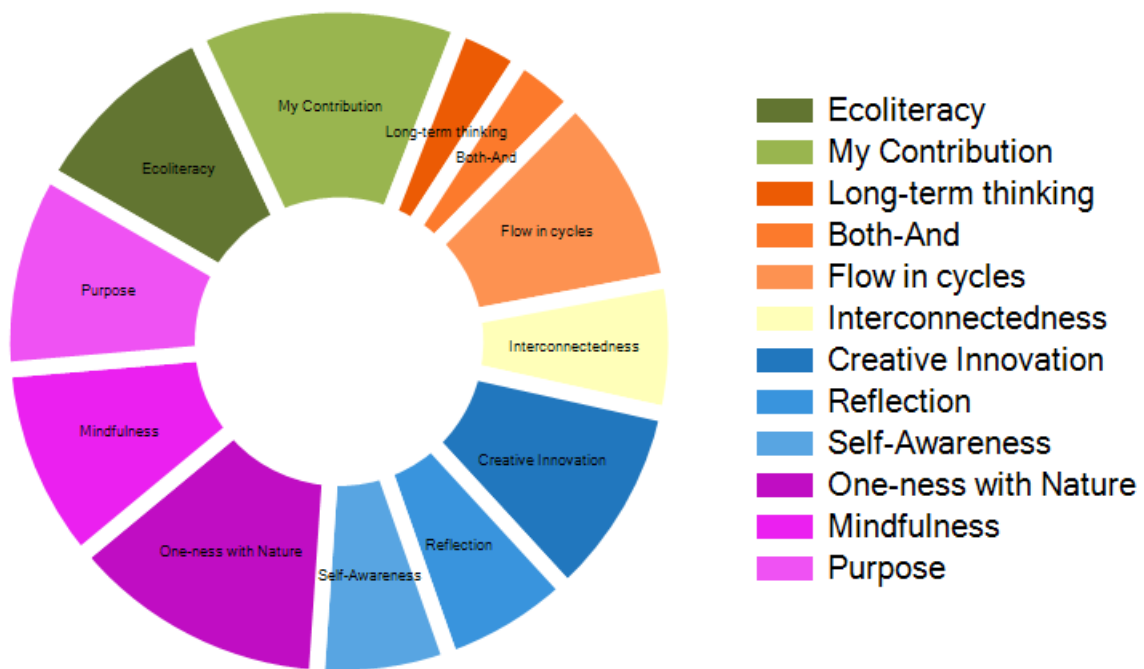 My Contribution
Long-term thinking
Both-And
Ecoliteracy
Flow in cycles
Purpose
Interconnectedness
Mindfulness
Creative Innovation
One-ness with Nature
Reflection
Self-Awareness
Ecoliteracy
My Contribution
Long-term thinking
Both-And
Flow in cycles
Interconnectedness
Creative Innovation
Reflection
Self-Awareness
One-ness with Nature
Mindfulness
Purpose